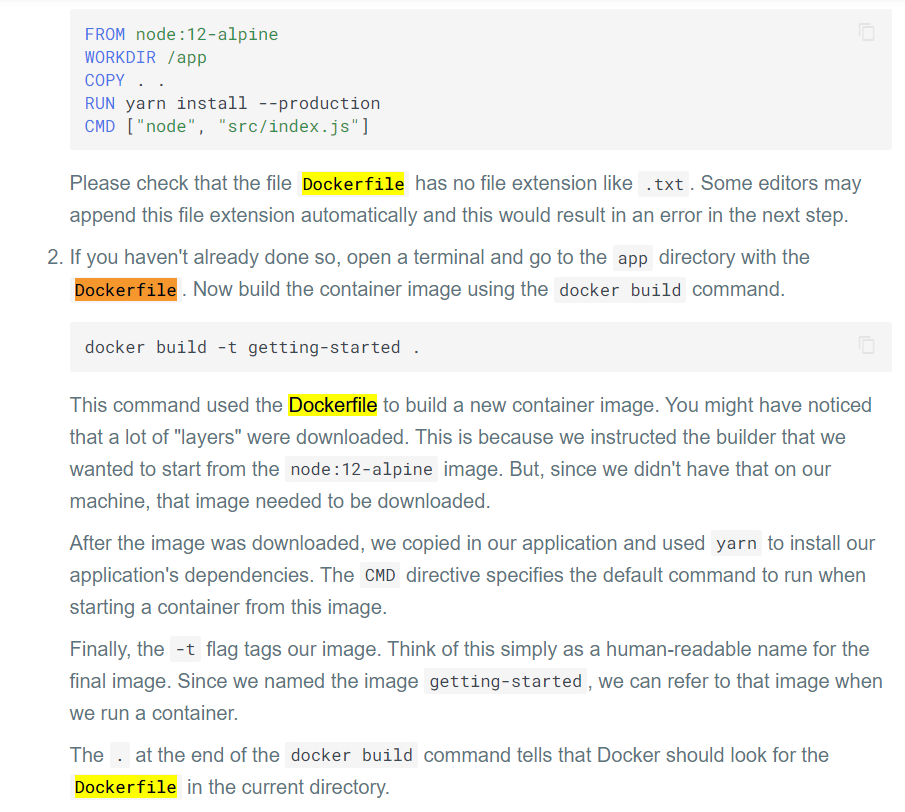 FROM node:12-alpine
WORKDIR /app
COPY . .
RUN yarn install --production
CMD ["node", "src/index.js"]
Please check that the file Dockerfile has no file extension like .txt. Some editors may
append this file extension automatically and this would result in an error in the next step.
2. If you haven't already done so, open a terminal and go to the app directory with the
Dockerfile. Now build the container image using the docker build command.
docker build -t getting-started .
This command used the Dockerfile to build a new container image. You might have noticed
that a lot of "layers" were downloaded. This is because we instructed the builder that we
wanted to start from the node:12-alpine image. But, since we didn't have that on our
machine, that image needed to be downloaded.
After the image was downloaded, we copied in our application and used yarn to install our
application's dependencies. The CMD directive specifies the default command to run when
starting a container from this image.
Finally, the -t flag tags our image. Think of this simply as a human-readable name for the
final image. Since we named the image getting-started, we can refer to that image when
we run a container.
The . at the end of the docker build command tells that Docker should look for the
Dockerfile in the current directory.